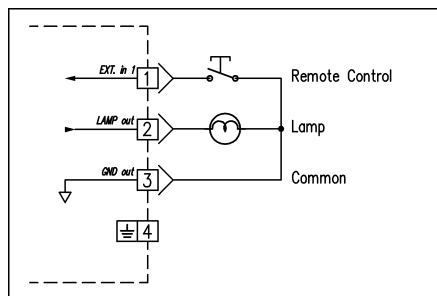 EXT. in 1
1
Remote Control
LAMP out
2
Lamp
GND out
3
Common
4